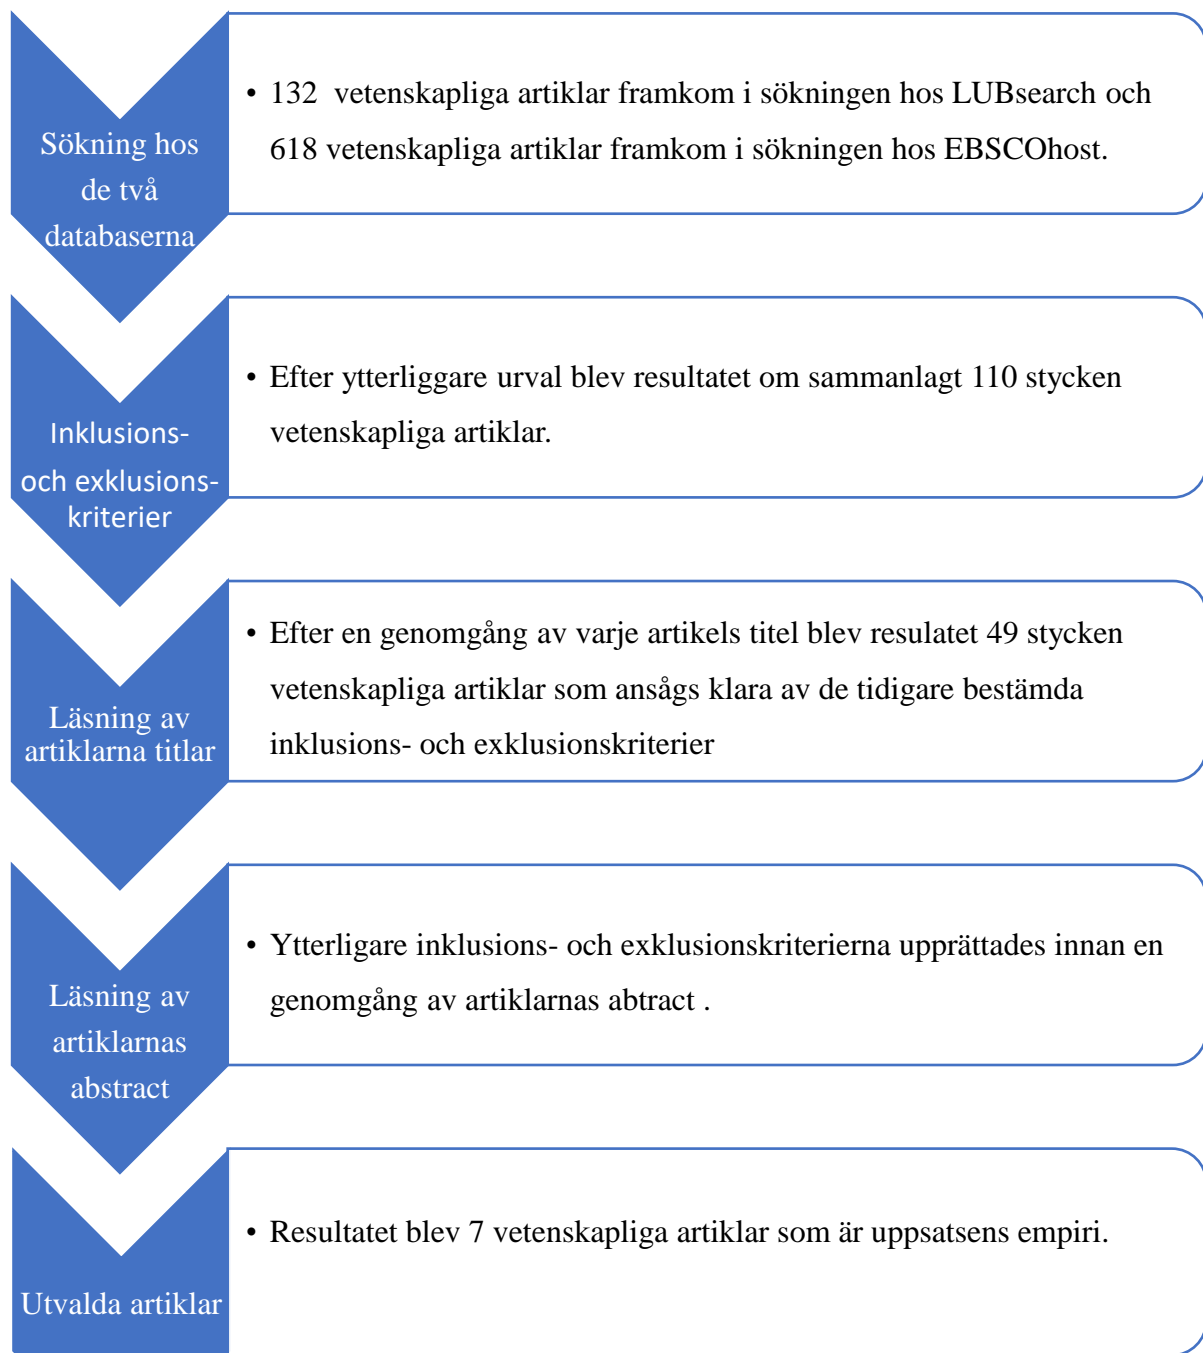 Sökning hos
de två
databaserna
• 132  vetenskapliga artiklar framkom i sökningen hos LUBsearch och
618 vetenskapliga artiklar framkom i sökningen hos EBSCOhost.
Inklusions-
och exklusions-
kriterier
• Efter ytterliggare urval blev resultatet om sammanlagt 110 stycken
vetenskapliga artiklar.
Läsning av
artiklarna titlar
• Efter en genomgång av varje artikels titel blev resulatet 49 stycken
vetenskapliga artiklar som ansågs klara av de tidigare bestämda
inklusions- och exklusionskriterier
Läsning av
artiklarnas
abstract
• Ytterligare inklusions- och exklusionskriterierna upprättades innan en
genomgång av artiklarnas abtract .
Utvalda artiklar
• Resultatet blev 7 vetenskapliga artiklar som är uppsatsens empiri.